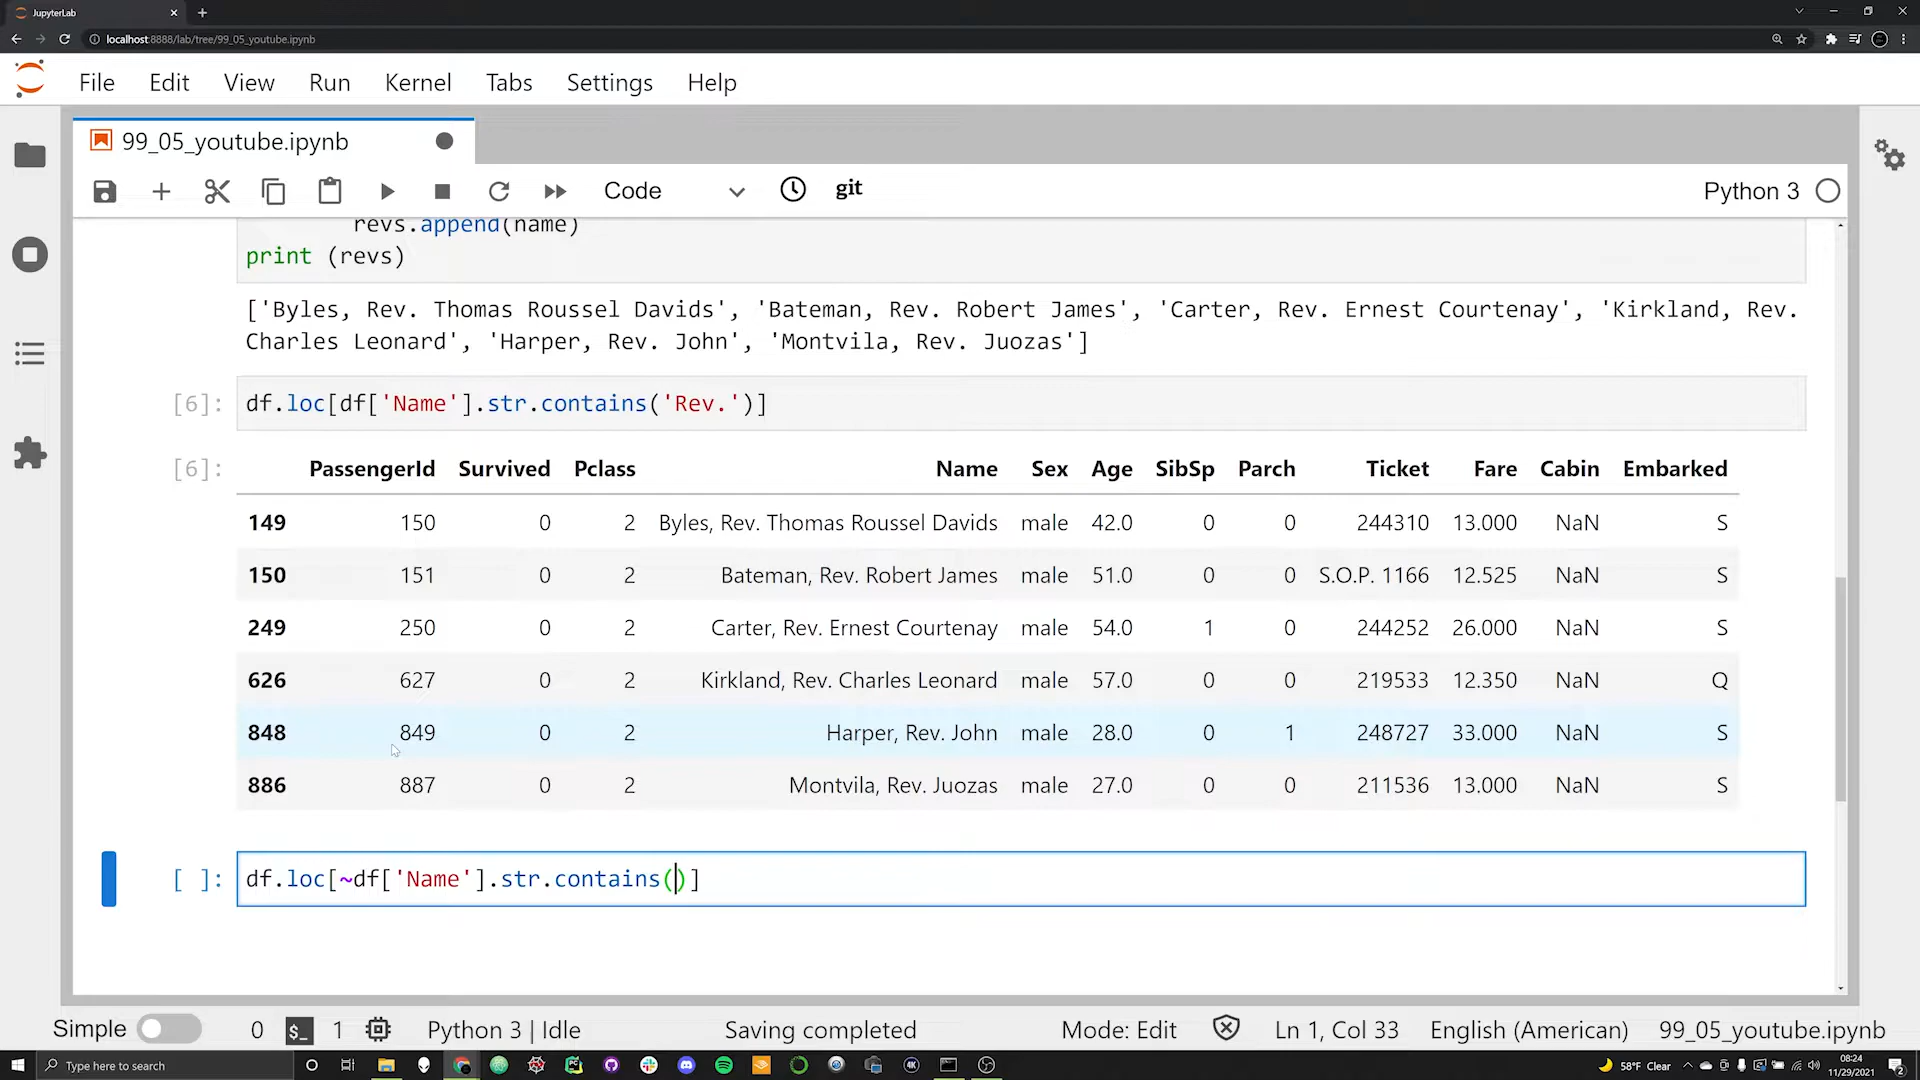 JupyterLab
localhost:8888/lab/tree/99_05_youtube.ipynb
File Edit View Run Kernel Tabs Settings Help
99_05_youtube.ipynb
Code git Python 3
revs.append(name)
print (revs)
['Byles, Rev. Thomas Roussel Davids', 'Bateman, Rev. Robert James', 'Carter, Rev. Ernest Courtenay', 'Kirkland, Rev.
Charles Leonard', 'Harper, Rev. John', 'Montvila, Rev. Juozas']
[6]: df.loc[df['Name'].str.contains('Rev.')]
[6]: PassengerId Survived Pclass Name Sex Age SibSp Parch Ticket Fare Cabin Embarked
149 150 0 2 Byles, Rev. Thomas Roussel Davids male 42.0 0 0 244310 13.000 NaN S
150 151 0 2 Bateman, Rev. Robert James male 51.0 0 0 S.O.P. 1166 12.525 NaN S
249 250 0 2 Carter, Rev. Ernest Courtenay male 54.0 1 0 244252 26.000 NaN S
626 627 0 2 Kirkland, Rev. Charles Leonard male 57.0 0 0 219533 12.350 NaN Q
848 849 0 2 Harper, Rev. John male 28.0 0 1 248727 33.000 NaN S
886 887 0 2 Montvila, Rev. Juozas male 27.0 0 0 211536 13.000 NaN S
[ ]: df.loc[~df['Name'].str.contains()]
Simple 0 $_ 1 Python 3 | Idle Saving completed Mode: Edit Ln 1, Col 33 English (American) 99_05_youtube.ipynb
Type here to search 58°F Clear 08:24
11/29/2021